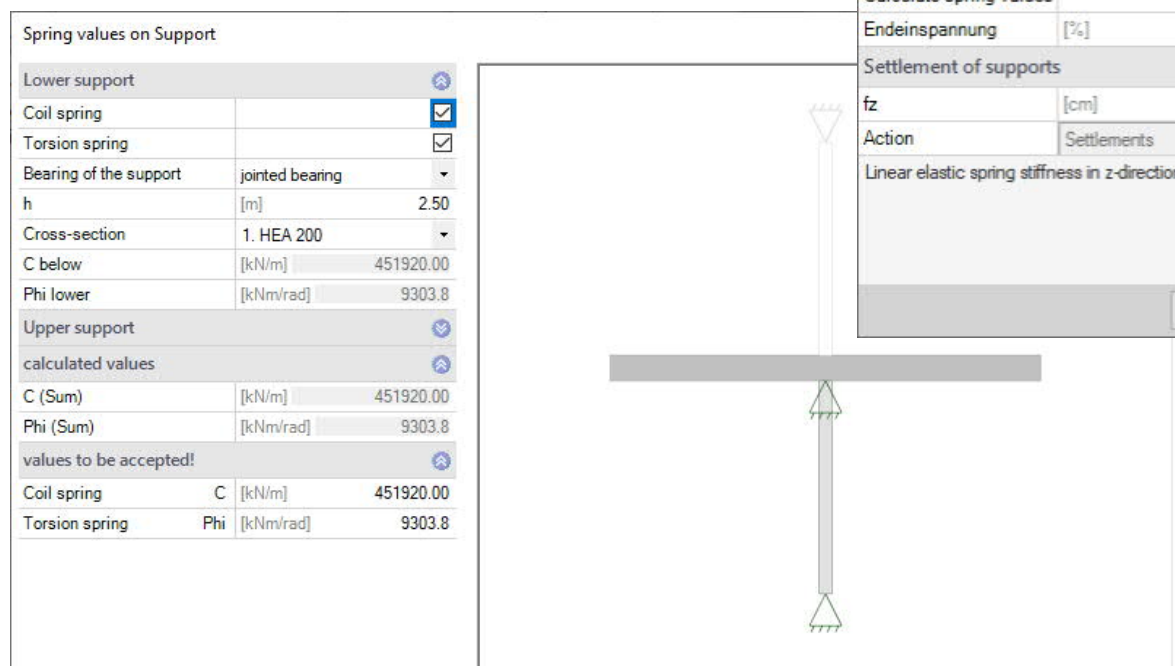 Spring values on Support
Lower support
Coil spring
Torsion spring
Bearing of the support jointed bearing
h [m] 2.50
Cross-section 1. HEA 200
C below [kN/m] 451920.00
Phi lower [kNm/rad] 9303.8
Upper support
calculated values
C (Sum) [kN/m] 451920.00
Phi (Sum) [kNm/rad] 9303.8
values to be accepted!
Coil spring C [kN/m] 451920.00
Torsion spring Phi [kNm/rad] 9303.8
Endeinspannung [%]
Settlement of supports
fz [cm]
Action Settlements
Linear elastic spring stiffness in z-direction